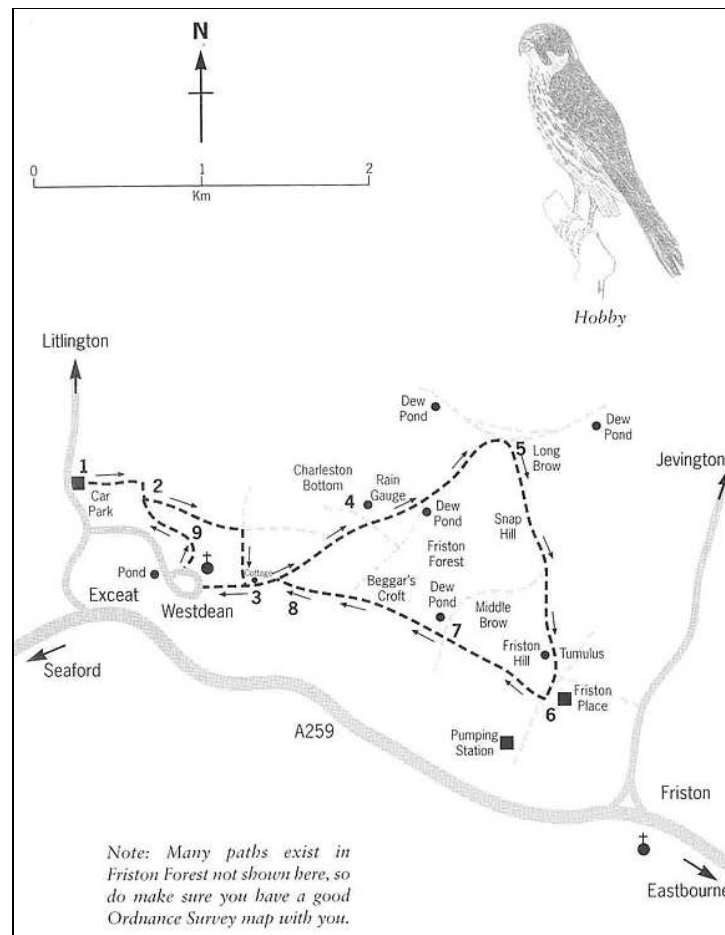 N
0
1
2
Km
Hobby
Litlington
Dew
Pond
Dew
Pond
5
Long
Brow
Jevington
1
Car
Park
2
Charleston
Bottom
Rain
Gauge
4
Dew
Pond
Snap
Hill
9
Friston
Forest
Pond
Cottage
Exceat
Westdean
3
8
Beggar's
Croft
Dew
Pond
7
Middle
Brow
Friston
Hill
Tumulus
Seaford
6
Friston
Place
A259
Pumping
Station
Friston
Eastbourne
Note: Many paths exist in
Friston Forest not shown here, so
do make sure you have a good
Ordnance Survey map with you.